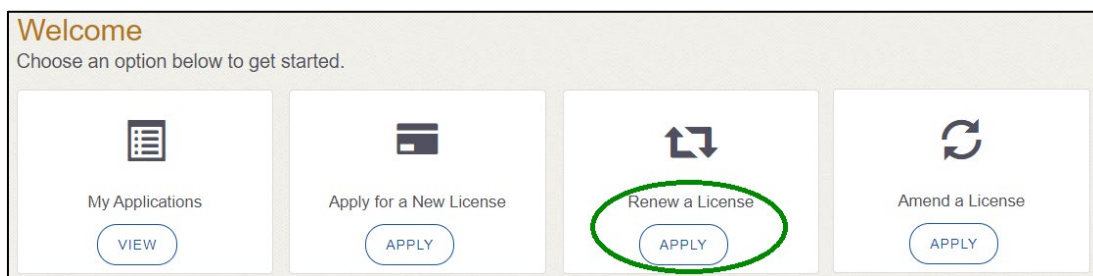 Welcome
Choose an option below to get started.
My Applications
VIEW
Apply for a New License
APPLY
Renew a License
APPLY
Amend a License
APPLY